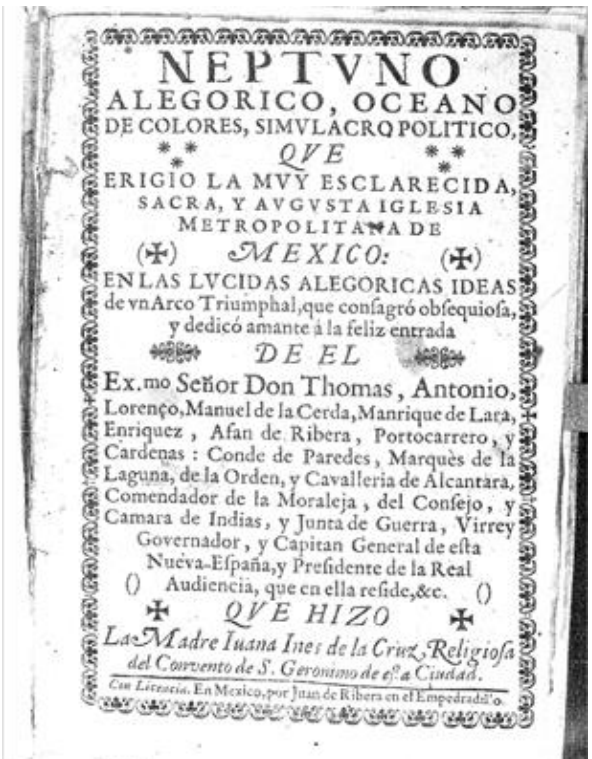 NEPTVNO
ALEGORICO, OCEANO
DE COLORES, SIMVLACRO POLITICO,
QVE
ERIGIO LA MVY ESCLARECIDA,
SACRA, Y AVGVSTA IGLESIA
METROPOLITANA DE
(✠) MEXICO: (✠)
EN LAS LVCIDAS ALEGORICAS IDEAS
de vn Arco Triumphal, que conſagró obſequioſa,
y dedicó amante á la feliz entrada
DE EL
Ex.mo Señor Don Thomas, Antonio,
Lorenço, Manuel de la Cerda, Manrique de Lara,
Enriquez, Afan de Ribera, Portocarrero, y
Cardenas: Conde de Paredes, Marquès de la
Laguna, de la Orden, y Cavalleria de Alcantara,
Comendador de la Moraleja, del Conſejo, y
Camara de Indias, y Junta de Guerra, Virrey
Governador, y Capitan General de eſta
Nueva-Eſpaña, y Preſidente de la Real
() Audiencia, que en ella reſide, &c. ()
✠ QVE HIZO ✠
La Madre Iuana Ines de la Cruz, Religioſa
del Convento de S. Geronimo de eſta Ciudad.
Con Licencia. En Mexico, por Juan de Ribera en el